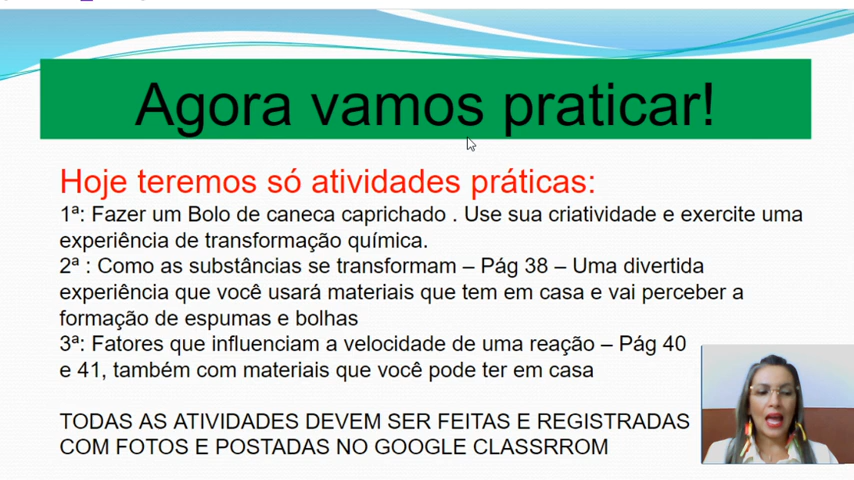 Agora vamos praticar!
Hoje teremos só atividades práticas:
1ª: Fazer um Bolo de caneca caprichado . Use sua criatividade e exercite uma
experiência de transformação química.
2ª : Como as substâncias se transformam – Pág 38 – Uma divertida
experiência que você usará materiais que tem em casa e vai perceber a
formação de espumas e bolhas
3ª: Fatores que influenciam a velocidade de uma reação – Pág 40
e 41, também com materiais que você pode ter em casa
TODAS AS ATIVIDADES DEVEM SER FEITAS E REGISTRADAS
COM FOTOS E POSTADAS NO GOOGLE CLASSRROM